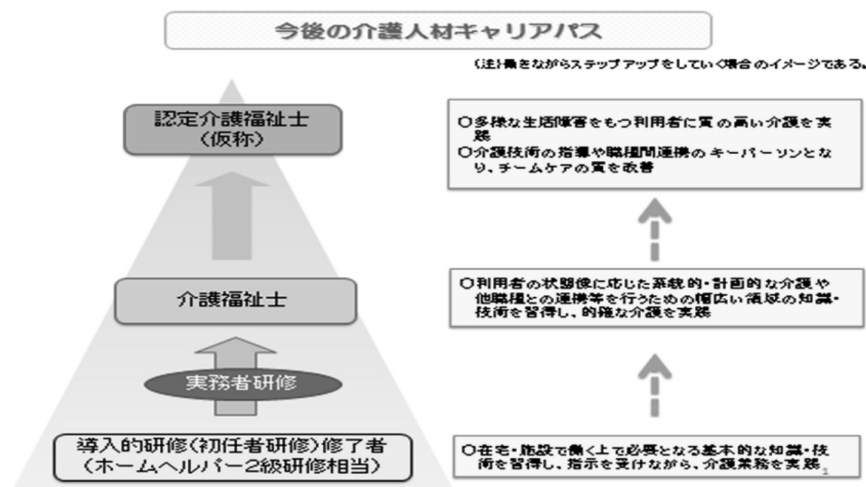 今後の介護人材キャリアパス
(注)働きながらステップアップをしていく場合のイメージである。
認定介護福祉士
(仮称)
○多様な生活障害をもつ利用者に質の高い介護を実
践
○介護技術の指導や職種間連携のキーパーソンとな
り、チームケアの質を改善
介護福祉士
○利用者の状態像に応じた系統的・計画的な介護や
他職種との連携等を行うための幅広い領域の知識・
技術を習得し、的確な介護を実践
実務者研修
導入的研修(初任者研修)修了者
(ホームヘルパー2級研修相当)
○在宅・施設で働く上で必要となる基本的な知識・技
術を習得し、指示を受けながら、介護業務を実践
1